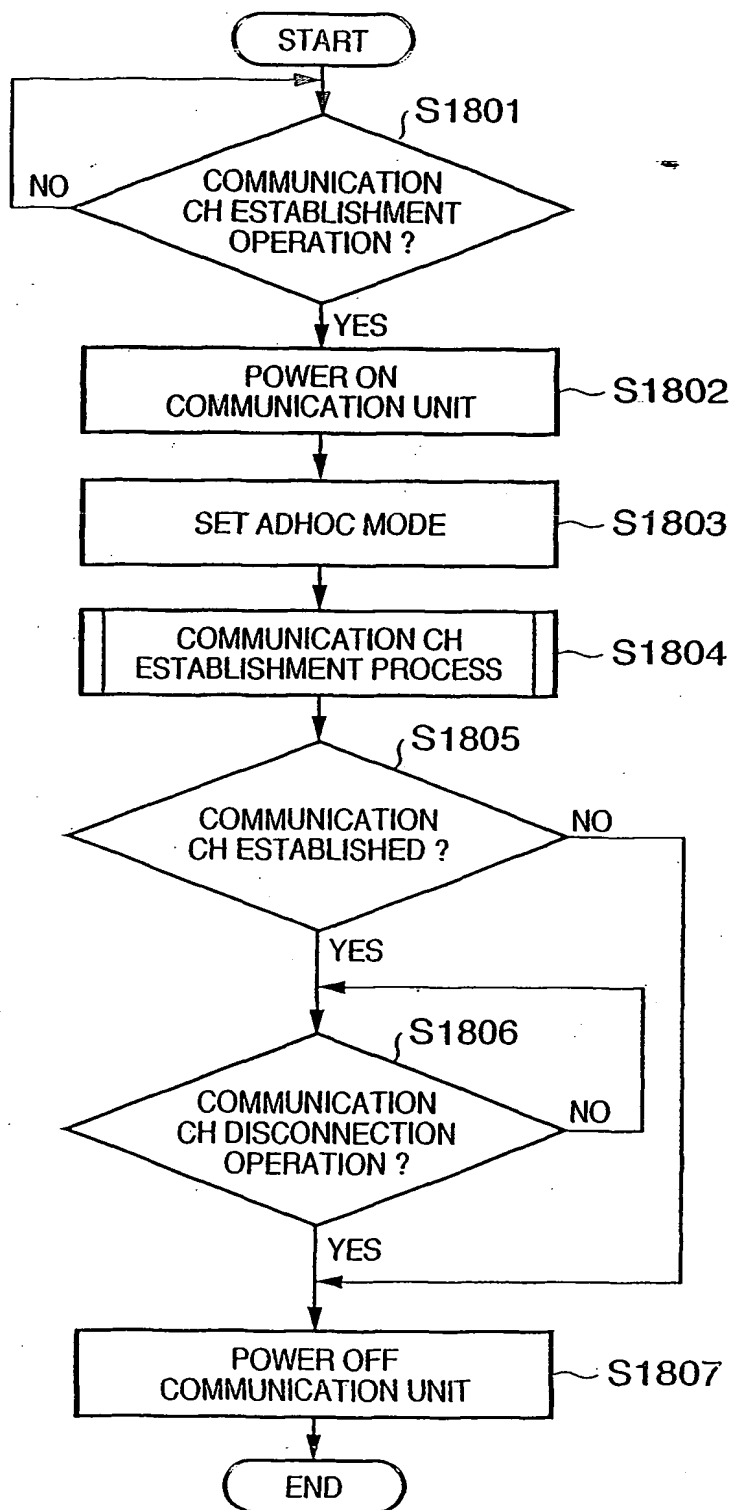 START
S1801
NO
COMMUNICATION
CH ESTABLISHMENT
OPERATION ?
YES
POWER ON
COMMUNICATION UNIT
S1802
SET ADHOC MODE
S1803
COMMUNICATION CH
ESTABLISHMENT PROCESS
S1804
S1805
COMMUNICATION
CH ESTABLISHED ?
NO
YES
S1806
COMMUNICATION
CH DISCONNECTION
OPERATION ?
NO
YES
POWER OFF
COMMUNICATION UNIT
S1807
END